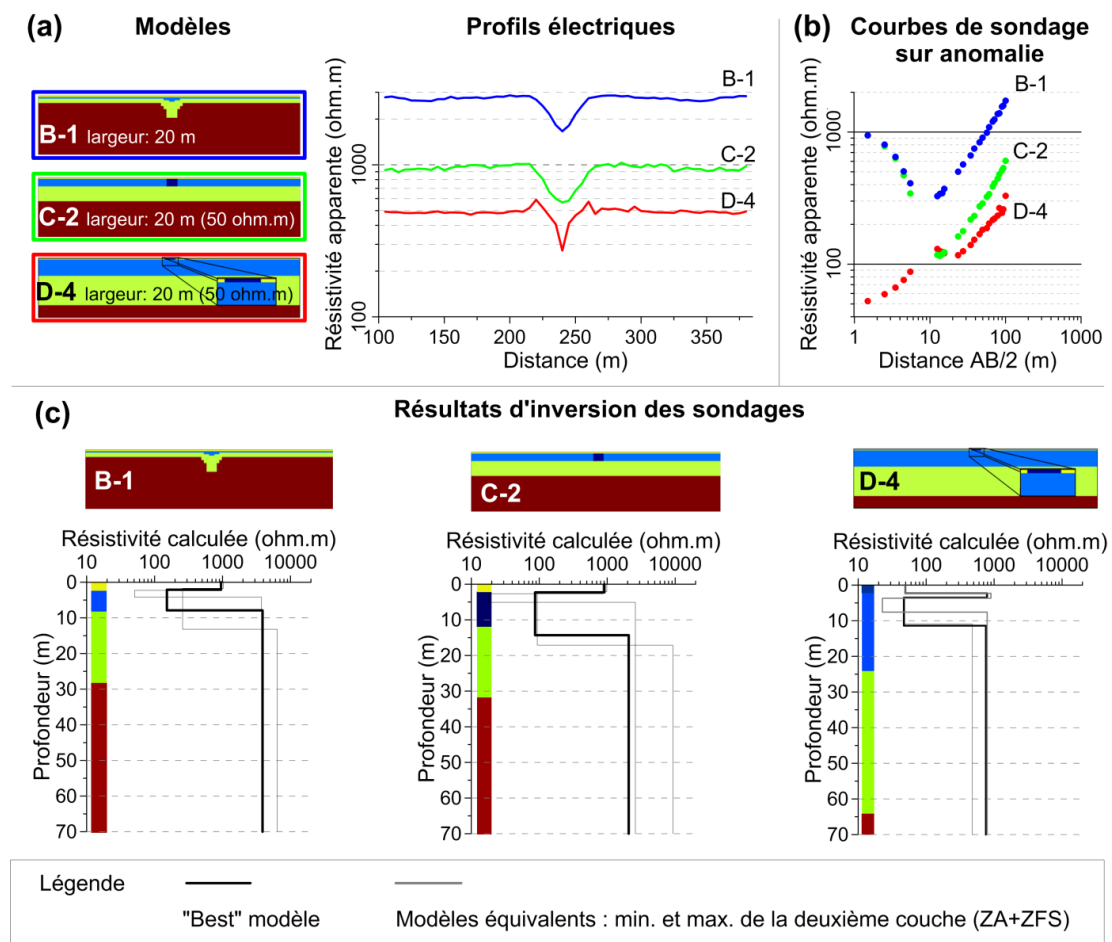 (a) Modèles Profils électriques
(b) Courbes de sondage
sur anomalie
B-1 largeur: 20 m
C-2 largeur: 20 m (50 ohm.m)
D-4 largeur: 20 m (50 ohm.m)
Résistivité apparente (ohm.m)
1000
100
B-1
C-2
D-4
100 150 200 250 300 350
Distance (m)
Résistivité apparente (ohm.m)
1000
100
B-1
C-2
D-4
1 10 100 1000
Distance AB/2 (m)
(c) Résultats d'inversion des sondages
B-1
C-2
D-4
Résistivité calculée (ohm.m)
10 100 1000 10000
Profondeur (m)
0
10
20
30
40
50
60
70
Résistivité calculée (ohm.m)
10 100 1000 10000
Profondeur (m)
0
10
20
30
40
50
60
70
Résistivité calculée (ohm.m)
10 100 1000 10000
Profondeur (m)
0
10
20
30
40
50
60
70
Légende
"Best" modèle Modèles équivalents : min. et max. de la deuxième couche (ZA+ZFS)